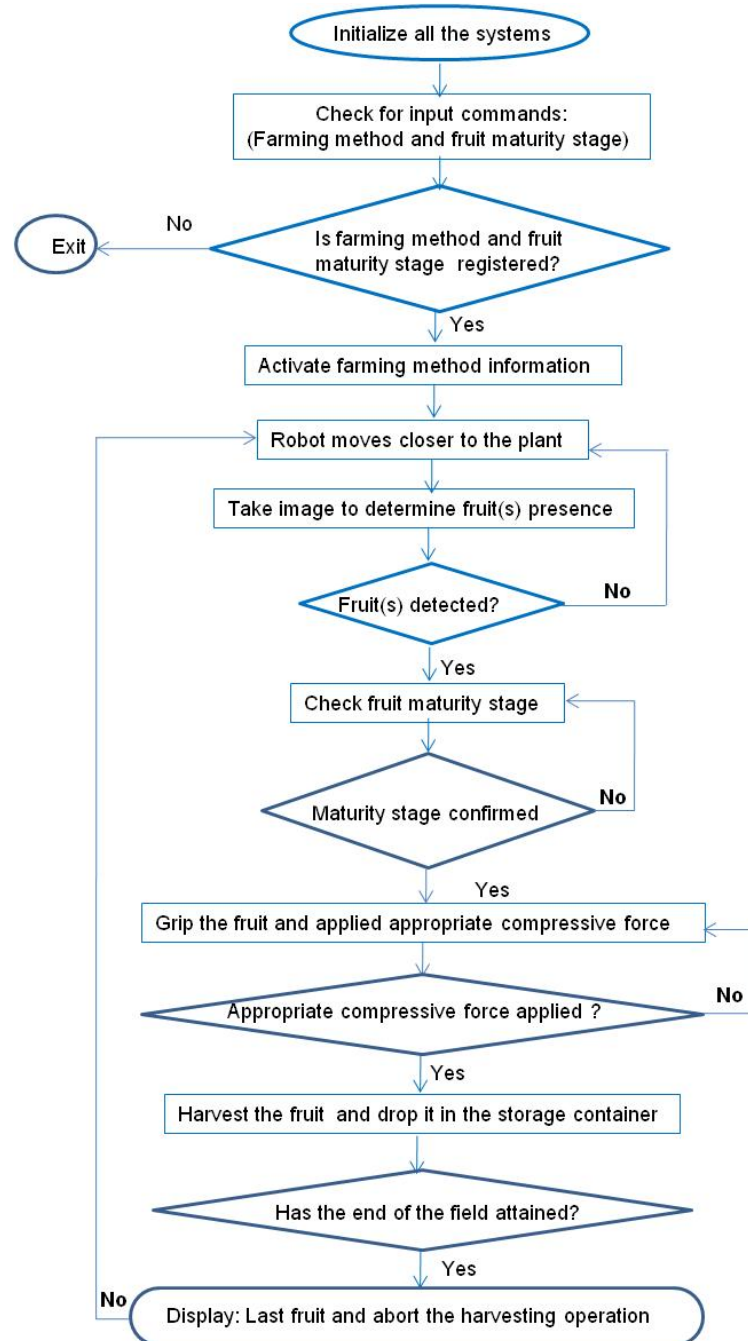 Initialize all the systems
Check for input commands:
(Farming method and fruit maturity stage)
No
Exit
Is farming method and fruit
maturity stage registered?
Yes
Activate farming method information
Robot moves closer to the plant
Take image to determine fruit(s) presence
Fruit(s) detected?
No
Yes
Check fruit maturity stage
Maturity stage confirmed
No
Yes
Grip the fruit and applied appropriate compressive force
Appropriate compressive force applied ?
No
Yes
Harvest the fruit and drop it in the storage container
Has the end of the field attained?
Yes
No
Display: Last fruit and abort the harvesting operation